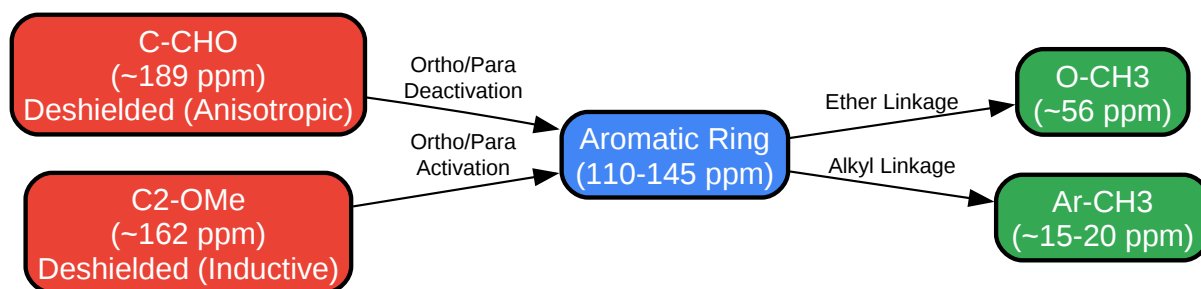 C-CHO
(~189 ppm)
Deshielded (Anisotropic)
Ortho/Para
Deactivation
C2-OMe
(~162 ppm)
Deshielded (Inductive)
Ortho/Para
Activation
Aromatic Ring
(110-145 ppm)
Ether Linkage
O-CH3
(~56 ppm)
Alkyl Linkage
Ar-CH3
(~15-20 ppm)